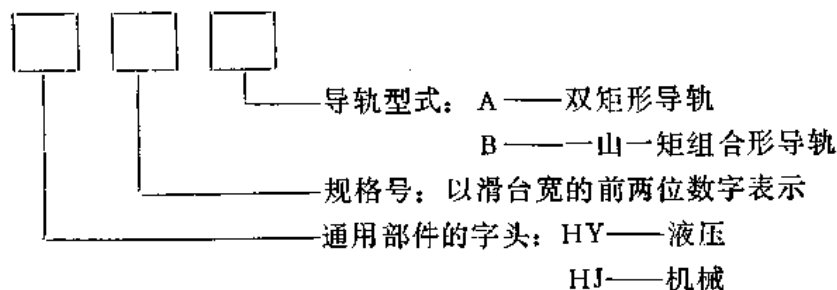 导轨型式：A——双矩形导轨
B——一山一矩组合形导轨
规格号：以滑台宽的前两位数字表示
通用部件的字头：HY——液压
HJ——机械